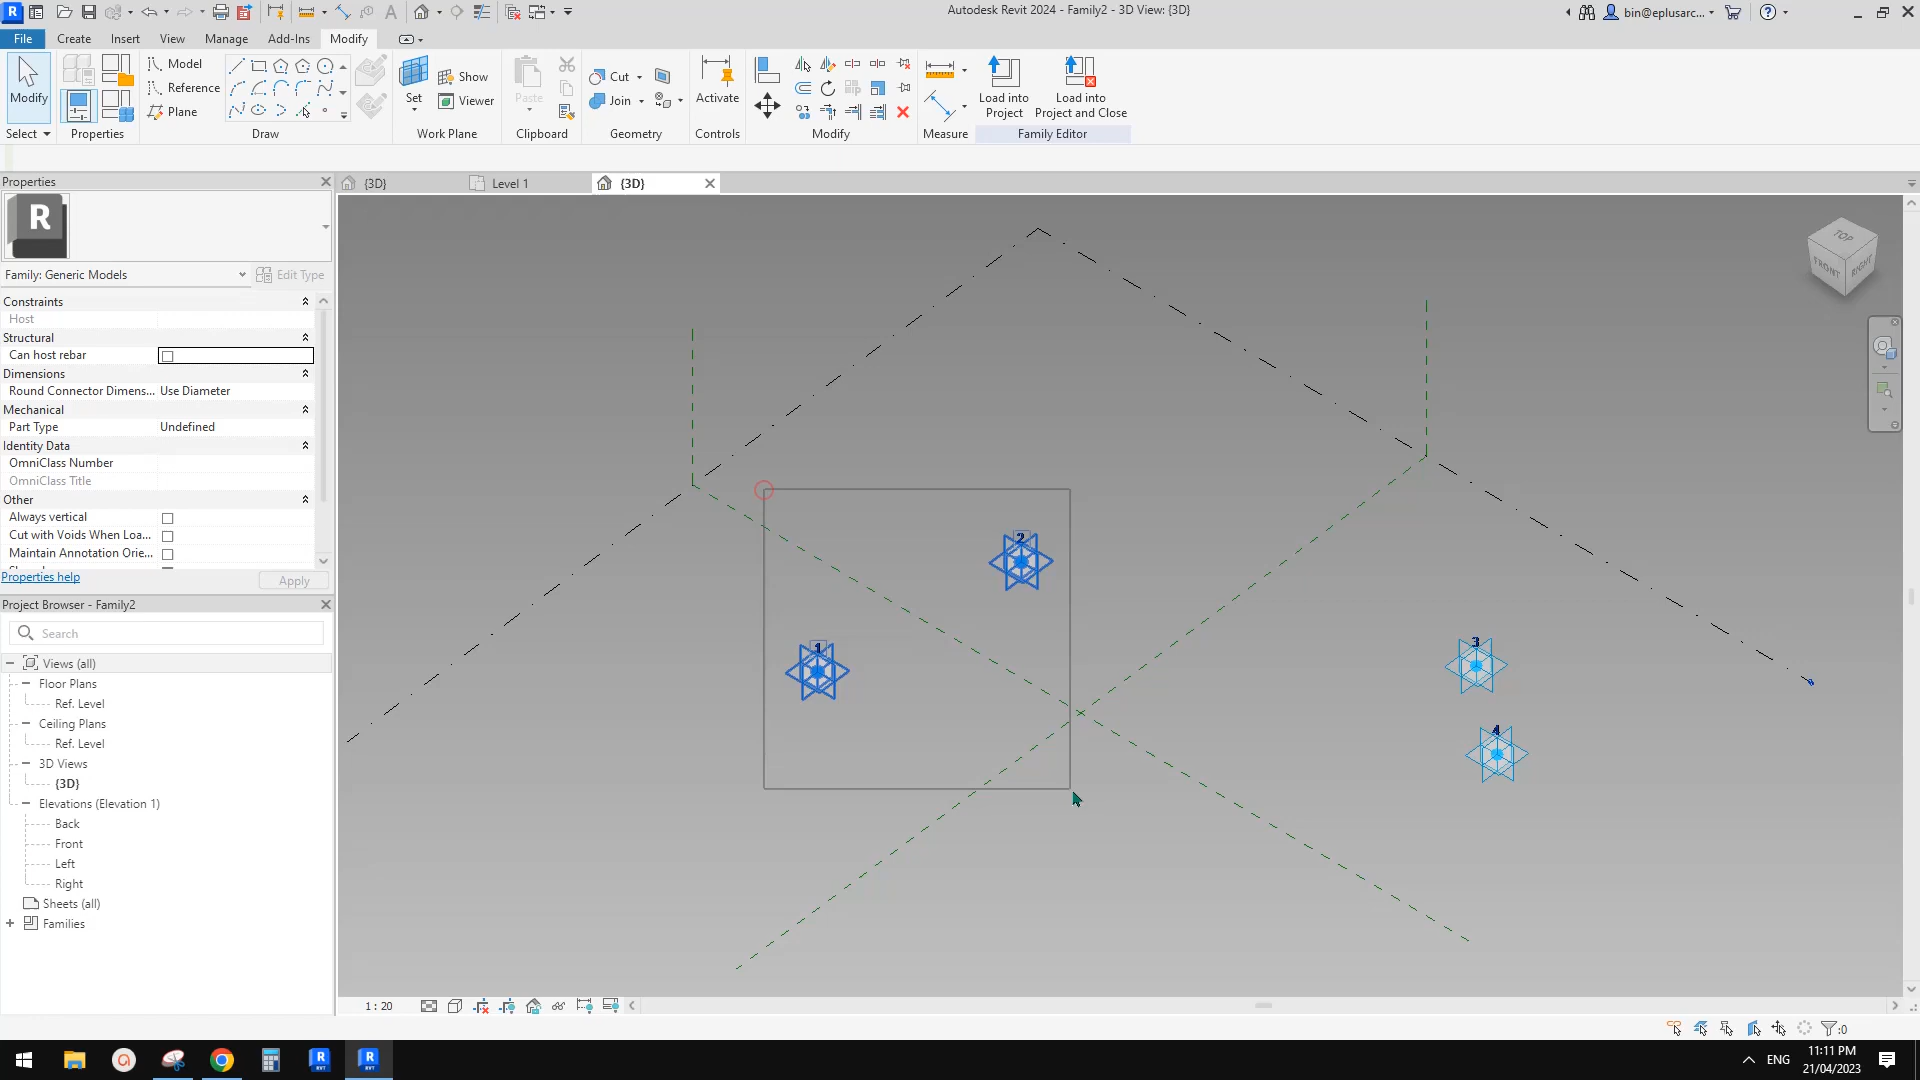 Autodesk Revit 2024 - Family2 - 3D View: {3D}
bin@eplusarc...
File
Create
Insert
View
Manage
Add-Ins
Modify
Modify
Select
Properties
Model
Reference
Plane
Draw
Set
Show
Viewer
Work Plane
Paste
Clipboard
Cut
Join
Geometry
Activate
Controls
Modify
Measure
Load into
Project
Load into
Project and Close
Family Editor
Properties
{3D}
Level 1
{3D}
R
Family: Generic Models
Edit Type
Constraints
Host
Structural
Can host rebar
Dimensions
Round Connector Dimens... Use Diameter
Mechanical
Part Type Undefined
Identity Data
OmniClass Number
OmniClass Title
Other
Always vertical
Cut with Voids When Loa...
Maintain Annotation Orie...
Properties help
Apply
Project Browser - Family2
Search
Views (all)
Floor Plans
Ref. Level
Ceiling Plans
Ref. Level
3D Views
{3D}
Elevations (Elevation 1)
Back
Front
Left
Right
Sheets (all)
Families
TOP
FRONT
RIGHT
2
1
3
4
1 : 20
:0
ENG
11:11 PM
21/04/2023